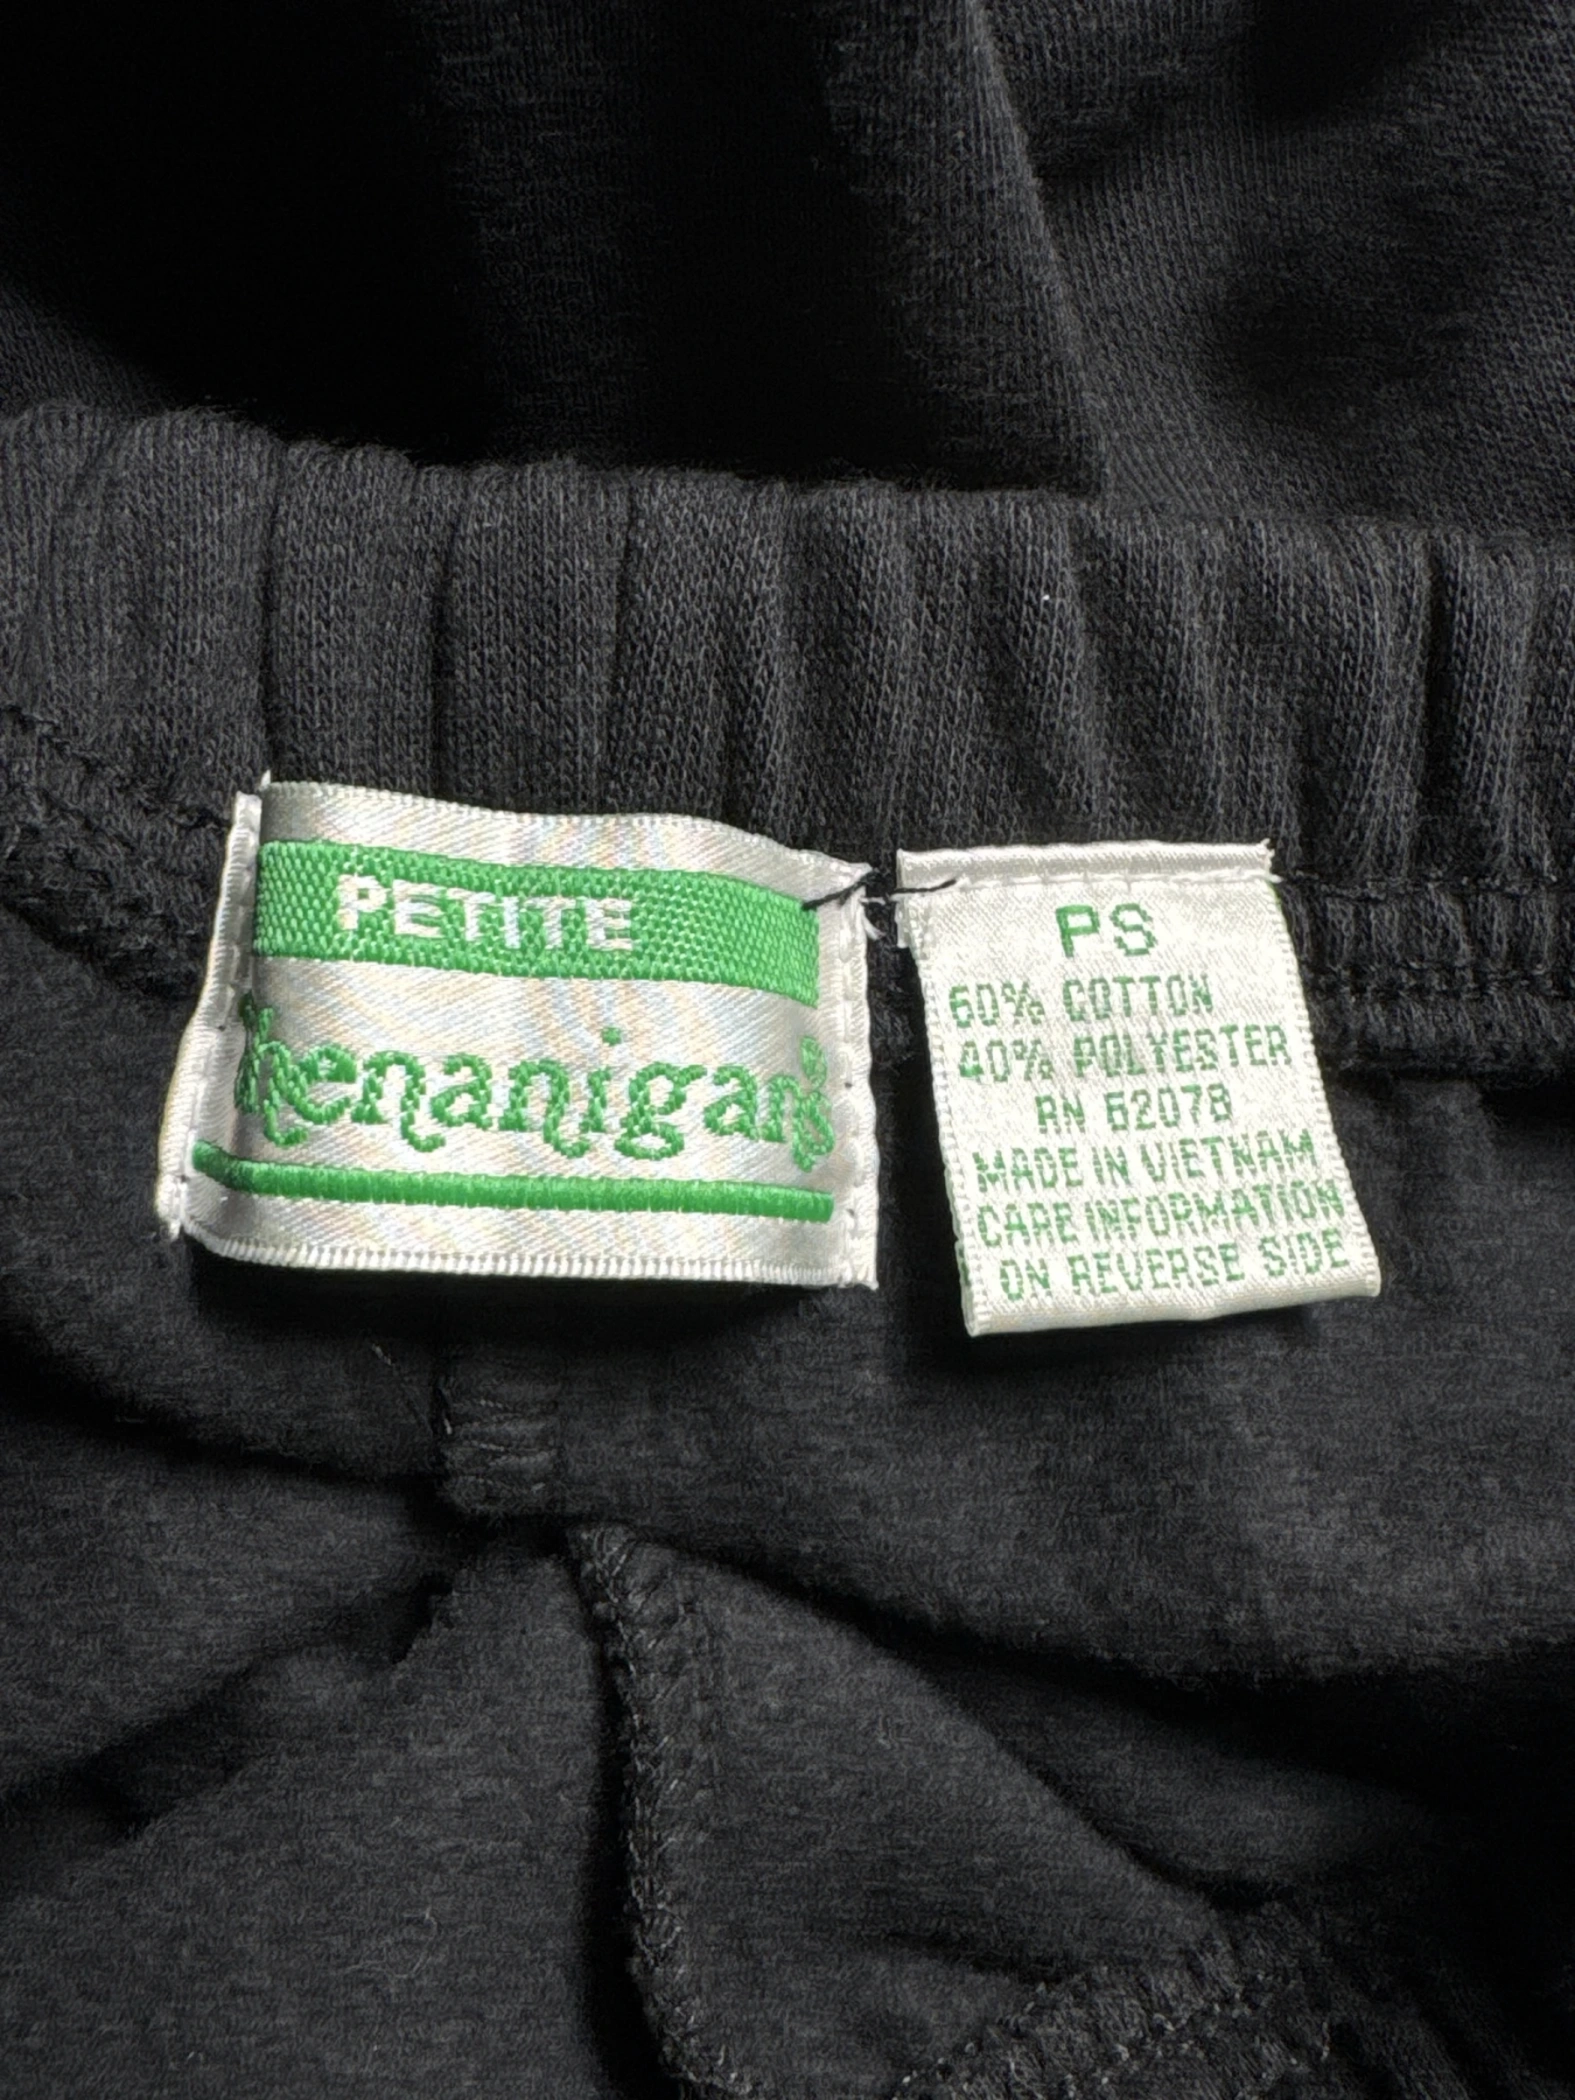 PETITE
Shenanigans®
PS
60% COTTON
40% POLYESTER
RN 62078
MADE IN VIETNAM
CARE INFORMATION
ON REVERSE SIDE